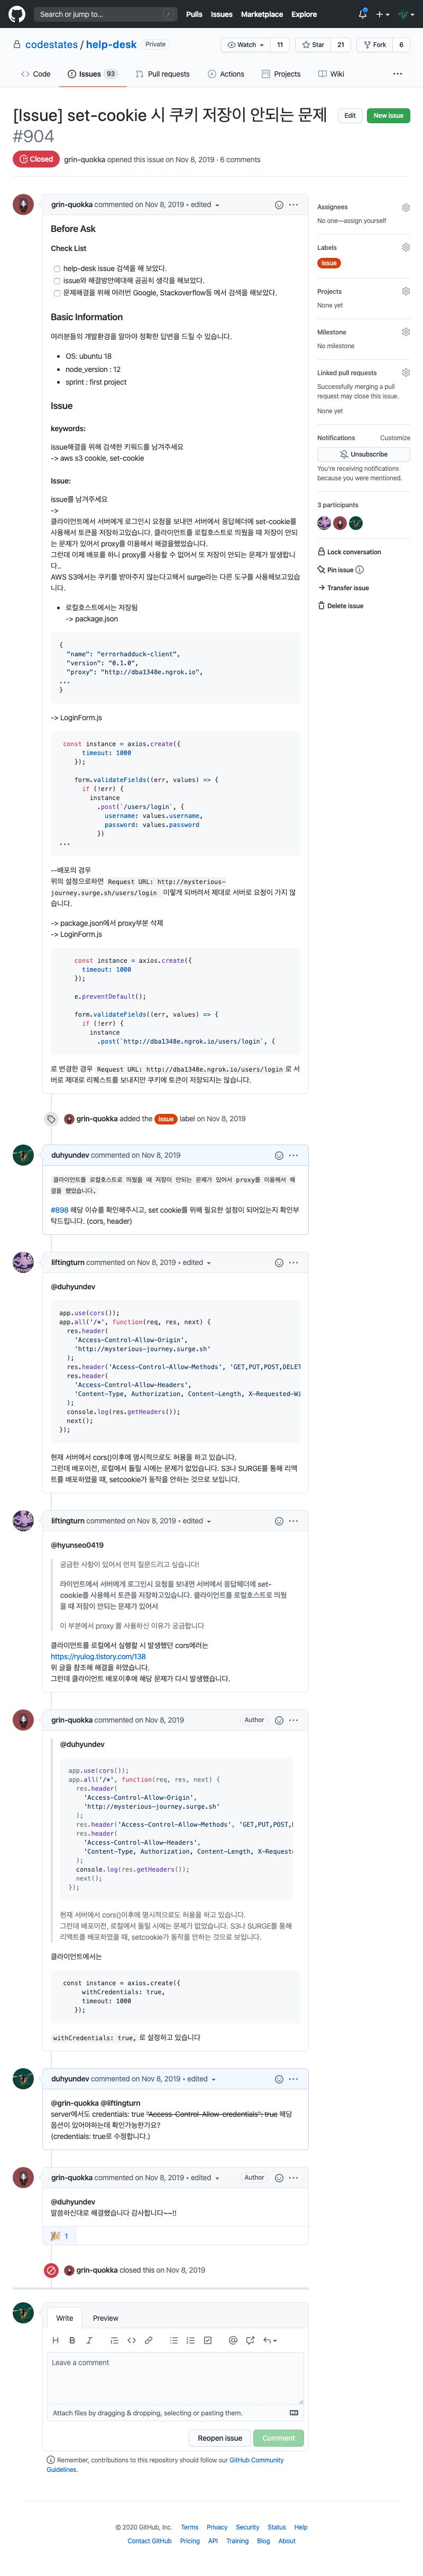 Search or jump to...
/
Pulls Issues Marketplace Explore
codestates / help-desk Private
Watch 11 Star 21 Fork 6
Code Issues 93 Pull requests Actions Projects Wiki
[Issue] set-cookie 시 쿠키 저장이 안되는 문제
#904
Edit New issue
Closed grin-quokka opened this issue on Nov 8, 2019 · 6 comments
grin-quokka commented on Nov 8, 2019 • edited
Before Ask
Check List
help-desk issue 검색을 해 보았다.
issue와 해결방안에대해 곰곰히 생각을 해보았다.
문제해결을 위해 여러번 Google, Stackoverflow등 에서 검색을 해보았다.
Basic Information
여러분들의 개발환경을 알아야 정확한 답변을 드릴 수 있습니다.
OS: ubuntu 18
node_version : 12
sprint : first project
Issue
keywords:
issue해결을 위해 검색한 키워드를 남겨주세요
-> aws s3 cookie, set-cookie
Issue:
issue를 남겨주세요
->
클라이언트에서 서버에게 로그인시 요청을 보내면 서버에서 응답헤더에 set-cookie를
사용해서 토큰을 저장하고있습니다. 클라이언트를 로컬호스트로 띄웠을 때 저장이 안되
는 문제가 있어서 proxy를 이용해서 해결을했었습니다.
그런데 이제 배포를 하니 proxy를 사용할 수 없어서 또 저장이 안되는 문제가 발생합니
다..
AWS S3에서는 쿠키를 받아주지 않는다고해서 surge라는 다른 도구를 사용해보고있습
니다.
로컬호스트에서는 저장됨
-> package.json
{
"name": "errorhadduck-client",
"version": "0.1.0",
"proxy": "http://dba1348e.ngrok.io",
...
}
-> LoginForm.js
const instance = axios.create({
timeout: 1000
});
form.validateFields((err, values) => {
if (!err) {
instance
.post(`/users/login`, {
username: values.username,
password: values.password
})
...
--배포의 경우
위의 설정으로하면 Request URL: http://mysterious-
journey.surge.sh/users/login 이렇게 되버려서 제대로 서버로 요청이 가지 않
습니다.
-> package.json에서 proxy부분 삭제
-> LoginForm.js
const instance = axios.create({
timeout: 1000
});
e.preventDefault();
form.validateFields((err, values) => {
if (!err) {
instance
.post(`http://dba1348e.ngrok.io/users/login`, {
로 변경한 경우 Request URL: http://dba1348e.ngrok.io/users/login 로 서
버로 제대로 리퀘스트를 보내지만 쿠키에 토큰이 저장되지는 않습니다.
grin-quokka added the issue label on Nov 8, 2019
duhyundev commented on Nov 8, 2019
클라이언트를 로컬호스트로 띄웠을 때 저장이 안되는 문제가 있어서 proxy를 이용해서 해
결을 했었습니다.
#898 해당 이슈를 확인해주시고, set cookie를 위해 필요한 설정이 되어있는지 확인부
탁드립니다. (cors, header)
liftingturn commented on Nov 8, 2019 • edited
@duhyundev
app.use(cors());
app.all('/*', function(req, res, next) {
res.header(
'Access-Control-Allow-Origin',
'http://mysterious-journey.surge.sh'
);
res.header('Access-Control-Allow-Methods', 'GET,PUT,POST,DELET
res.header(
'Access-Control-Allow-Headers',
'Content-Type, Authorization, Content-Length, X-Requested-Wi
);
console.log(res.getHeaders());
next();
});
현재 서버에서 cors()이후에 명시적으로도 허용을 하고 있습니다.
그런데 배포이전, 로컬에서 돌릴 시에는 문제가 없었습니다. S3나 SURGE를 통해 리액
트를 배포하였을 때, setcookie가 동작을 안하는 것으로 보입니다.
liftingturn commented on Nov 8, 2019 • edited
@hyunseo0419
궁금한 사항이 있어서 먼저 질문드리고 싶습니다!
라이언트에서 서버에게 로그인시 요청을 보내면 서버에서 응답헤더에 set-
cookie를 사용해서 토큰을 저장하고있습니다. 클라이언트를 로컬호스트로 띄웠
을 때 저장이 안되는 문제가 있어서
이 부분에서 proxy 를 사용하신 이유가 궁금합니다
클라이언트를 로컬에서 실행할 시 발생했던 cors에러는
https://ryulog.tistory.com/138
위 글을 참조해 해결을 하였습니다.
그런데 클라이언트 배포이후에 해당 문제가 다시 발생했습니다.
grin-quokka commented on Nov 8, 2019 Author
@duhyundev
app.use(cors());
app.all('/*', function(req, res, next) {
res.header(
'Access-Control-Allow-Origin',
'http://mysterious-journey.surge.sh'
);
res.header('Access-Control-Allow-Methods', 'GET,PUT,POST,
res.header(
'Access-Control-Allow-Headers',
'Content-Type, Authorization, Content-Length, X-Requeste
);
console.log(res.getHeaders());
next();
});
현재 서버에서 cors()이후에 명시적으로도 허용을 하고 있습니다.
그런데 배포이전, 로컬에서 돌릴 시에는 문제가 없었습니다. S3나 SURGE를 통해
리액트를 배포하였을 때, setcookie가 동작을 안하는 것으로 보입니다.
클라이언트에서는
const instance = axios.create({
withCredentials: true,
timeout: 1000
});
withCredentials: true, 로 설정하고 있습니다
duhyundev commented on Nov 8, 2019 • edited
@grin-quokka @liftingturn
server에서도 credentials: true "Access-Control-Allow-credentials": true 해당
옵션이 있어야하는데 확인가능한가요?
(credentials: true로 수정합니다.)
grin-quokka commented on Nov 8, 2019 • edited Author
@duhyundev
말씀하신대로 해결했습니다 감사합니다~~!!
1
grin-quokka closed this on Nov 8, 2019
Write Preview
Leave a comment
Attach files by dragging & dropping, selecting or pasting them.
Reopen issue Comment
Remember, contributions to this repository should follow our GitHub Community
Guidelines.
Assignees
No one—assign yourself
Labels
issue
Projects
None yet
Milestone
No milestone
Linked pull requests
Successfully merging a pull
request may close this issue.
None yet
Notifications Customize
Unsubscribe
You're receiving notifications
because you were mentioned.
3 participants
Lock conversation
Pin issue
Transfer issue
Delete issue
© 2020 GitHub, Inc. Terms Privacy Security Status Help
Contact GitHub Pricing API Training Blog About